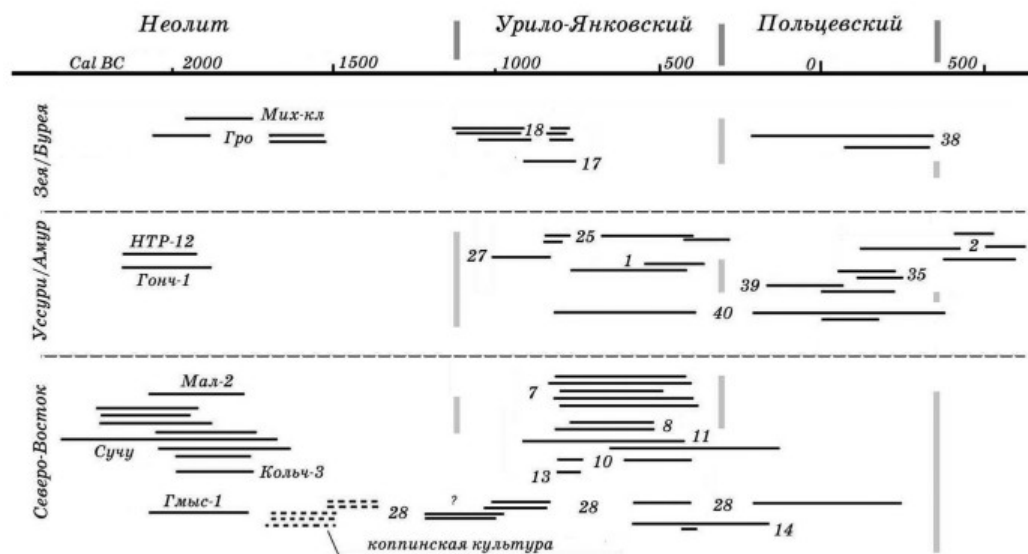 Неолит Урило-Янковский Польцевский
Cal BC 2000 1500 1000 500 0 500
Зея/Бурея
Мих-кл
Гро 18 38
17
Уссури/Амур
НТР-12 25 2
27 1
Гонч-1 35
39
40
Северо-Восток
Мал-2 7
8
Сучу 11
Кольч-3 13 10
Гмыс-1 ?
28 28 28
14
коппинская культура